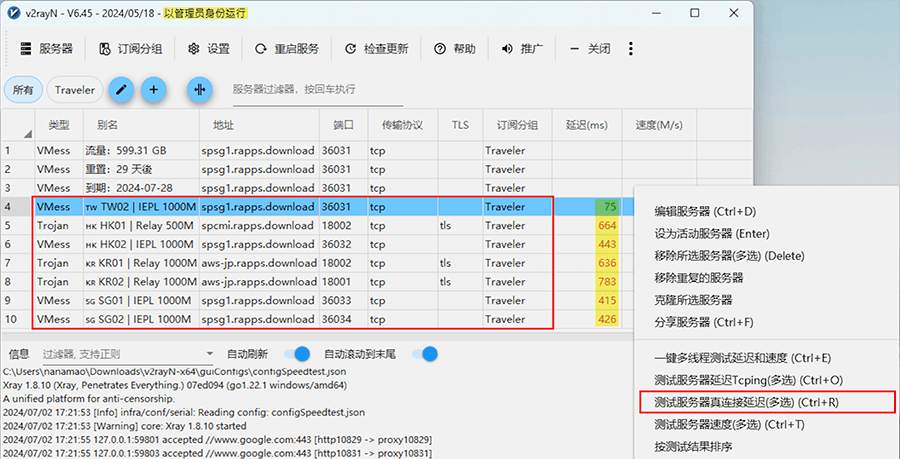 v2rayN - V6.45 - 2024/05/18 - 以管理员身份运行
服务器 订阅分组 设置 重启服务 检查更新 帮助 推广 关闭
所有 Traveler 服务器过滤器，按回车执行
类型 别名 地址 端口 传输协议 TLS 订阅分组 延迟(ms) 速度(M/s)
1 VMess 流量：599.31 GB spsg1.rapps.download 36031 tcp Traveler
2 VMess 重置：29 天後 spsg1.rapps.download 36031 tcp Traveler
3 VMess 到期：2024-07-28 spsg1.rapps.download 36031 tcp Traveler
4 VMess TW TW02 | IEPL 1000M spsg1.rapps.download 36031 tcp Traveler 75
5 Trojan HK HK01 | Relay 500M spcmi.rapps.download 18002 tcp tls Traveler 664
6 VMess HK HK02 | IEPL 1000M spsg1.rapps.download 36032 tcp Traveler 443
7 Trojan KR KR01 | Relay 1000M aws-jp.rapps.download 18002 tcp tls Traveler 636
8 Trojan KR KR02 | Relay 1000M aws-jp.rapps.download 18001 tcp tls Traveler 783
9 VMess SG SG01 | IEPL 1000M spsg1.rapps.download 36033 tcp Traveler 415
10 VMess SG SG02 | IEPL 1000M spsg1.rapps.download 36034 tcp Traveler 426
编辑服务器 (Ctrl+D)
设为活动服务器 (Enter)
移除所选服务器(多选) (Delete)
移除重复的服务器
克隆所选服务器
分享服务器 (Ctrl+F)
一键多线程测试延迟和速度 (Ctrl+E)
测试服务器延迟Tcping(多选) (Ctrl+O)
测试服务器真连接延迟(多选) (Ctrl+R)
测试服务器速度(多选) (Ctrl+T)
按测试结果排序
信息 过滤器, 支持正则 自动刷新 自动滚动到末尾
C:\Users\nanamao\Downloads\v2rayN-x64\guiConfigs\configSpeedtest.json
Xray 1.8.10 (Xray, Penetrates Everything.) 07ed094 (go1.22.1 windows/amd64)
A unified platform for anti-censorship.
2024/07/02 17:21:53 [Info] infra/conf/serial: Reading config: configSpeedtest.json
2024/07/02 17:21:53 [Warning] core: Xray 1.8.10 started
2024/07/02 17:21:55 127.0.0.1:59801 accepted //www.google.com:443 [http10829 -> proxy10829]
2024/07/02 17:21:55 127.0.0.1:59803 accepted //www.google.com:443 [http10831 -> proxy10831]